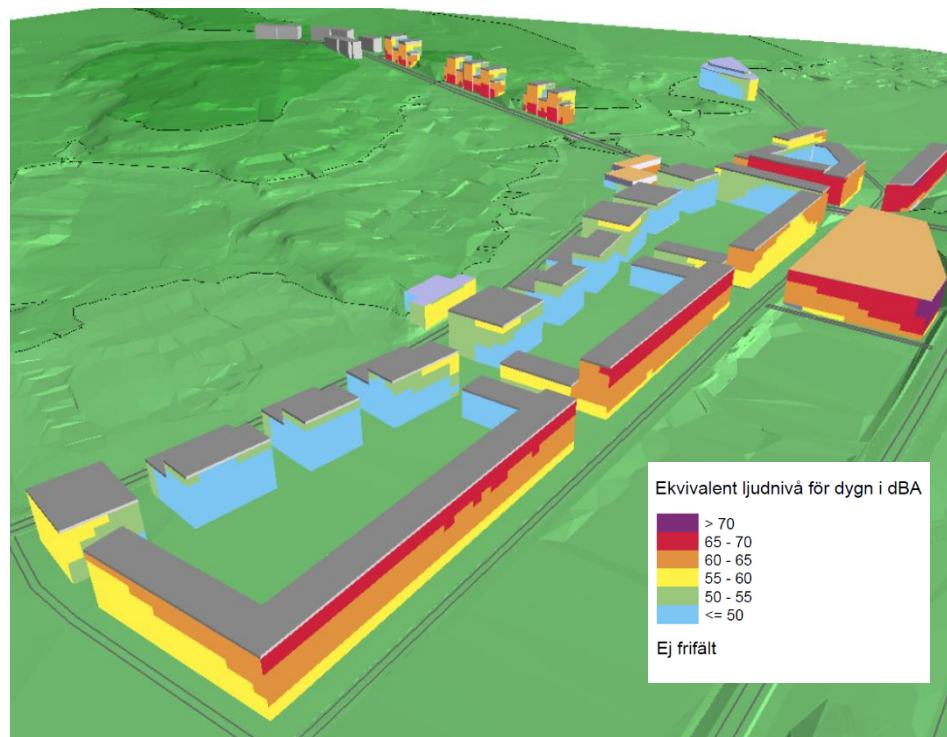 Ekvivalent ljudnivå för dygn i dBA
> 70
65 - 70
60 - 65
55 - 60
50 - 55
<= 50
Ej frifält